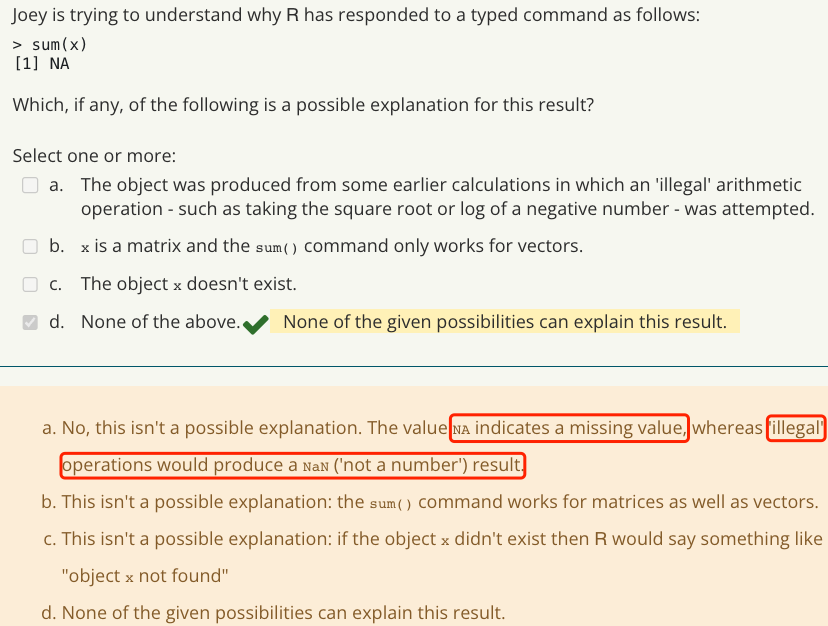 Joey is trying to understand why R has responded to a typed command as follows:
> sum(x)
[1] NA
Which, if any, of the following is a possible explanation for this result?
Select one or more:
a. The object was produced from some earlier calculations in which an 'illegal' arithmetic
operation - such as taking the square root or log of a negative number - was attempted.
b. x is a matrix and the sum() command only works for vectors.
c. The object x doesn't exist.
d. None of the above. None of the given possibilities can explain this result.
a. No, this isn't a possible explanation. The value NA indicates a missing value, whereas 'illegal'
operations would produce a NaN ('not a number') result.
b. This isn't a possible explanation: the sum() command works for matrices as well as vectors.
c. This isn't a possible explanation: if the object x didn't exist then R would say something like
"object x not found"
d. None of the given possibilities can explain this result.